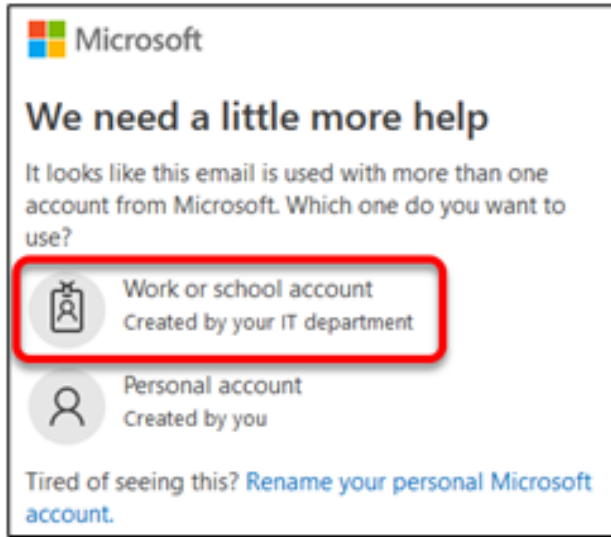 Microsoft
We need a little more help
It looks like this email is used with more than one
account from Microsoft. Which one do you want to
use?
Work or school account
Created by your IT department
Personal account
Created by you
Tired of seeing this? Rename your personal Microsoft
account.